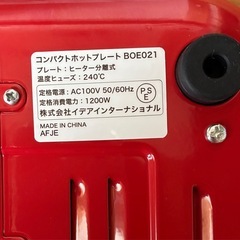 コンパクトホットプレート BOE021
プレート：ヒーター分離式
温度ヒューズ：240℃
定格電源：AC100V 50/60Hz
定格消費電力：1200W
株式会社イデアインターナショナル
PSE
MADE IN CHINA
AFJE